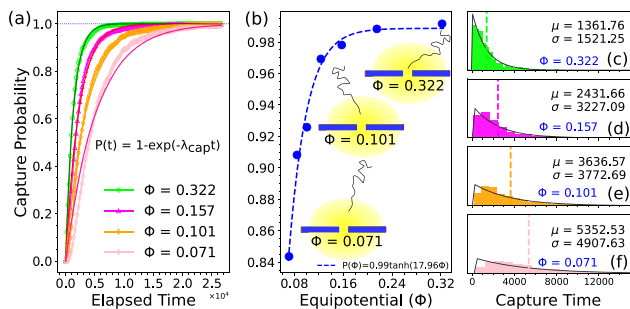 (a)
Capture Probability
1.0
0.8
0.6
0.4
0.2
0.0
P(t) = 1-exp(-λcapt)
Φ = 0.322
Φ = 0.157
Φ = 0.101
Φ = 0.071
0.0 0.5 1.0 1.5 2.0 2.5
×10⁴
Elapsed Time
(b)
0.98
0.96
0.94
0.92
0.90
0.88
0.86
0.84
Φ = 0.322
Φ = 0.101
Φ = 0.071
P(Φ)=0.99tanh(17.96Φ)
0.08 0.16 0.24 0.32
Equipotential (Φ)
μ = 1361.76
σ = 1521.25
Φ = 0.322 (c)
μ = 2431.66
σ = 3227.09
Φ = 0.157 (d)
μ = 3636.57
σ = 3772.69
Φ = 0.101 (e)
μ = 5352.53
σ = 4907.63
Φ = 0.071 (f)
0 4000 8000 12000
Capture Time